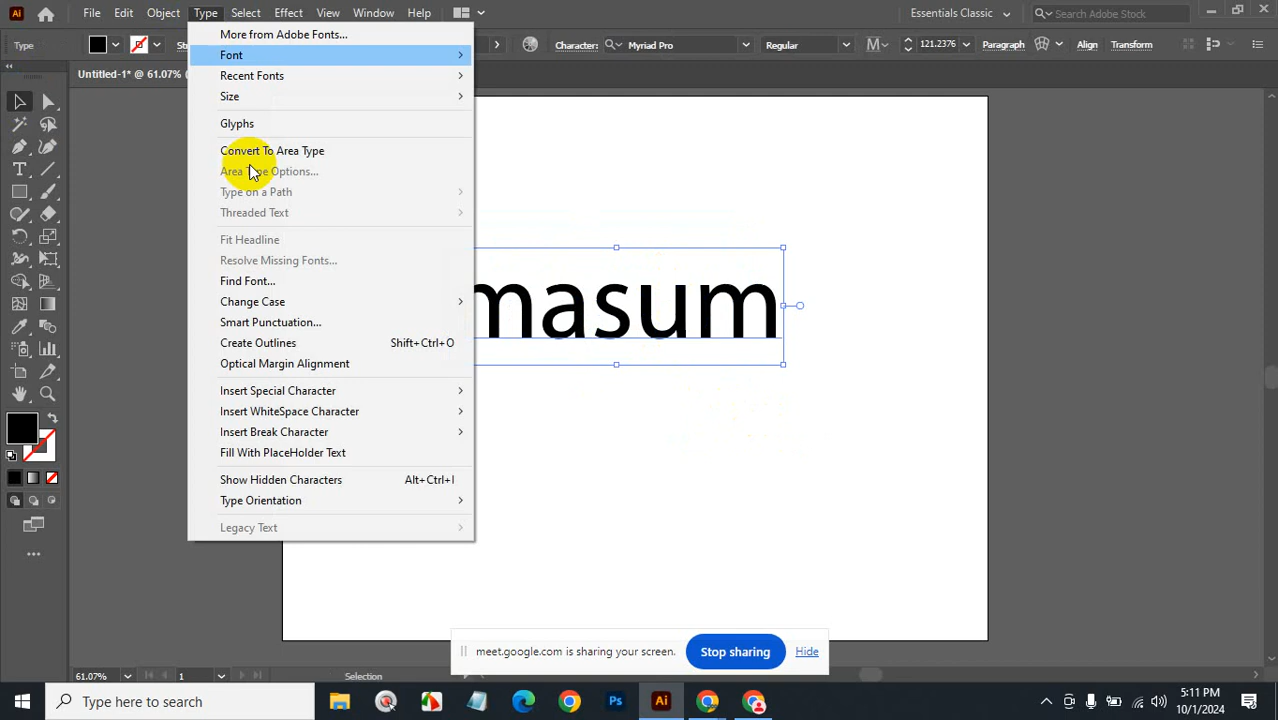 Ai File Edit Object Type Select Effect View Window Help Essentials Classic Search Adobe Stock
Type Character: Myriad Pro Regular 121.2376 Paragraph Align Transform
Untitled-1* @ 61.07%
More from Adobe Fonts...
Font
Recent Fonts
Size
Glyphs
Convert To Area Type
Area Type Options...
Type on a Path
Threaded Text
Fit Headline
Resolve Missing Fonts...
Find Font...
Change Case
Smart Punctuation...
Create Outlines Shift+Ctrl+O
Optical Margin Alignment
Insert Special Character
Insert WhiteSpace Character
Insert Break Character
Fill With PlaceHolder Text
Show Hidden Characters Alt+Ctrl+I
Type Orientation
Legacy Text
masum
meet.google.com is sharing your screen. Stop sharing Hide
61.07% 1 Selection
Type here to search Ps Ai 5:11 PM
10/1/2024